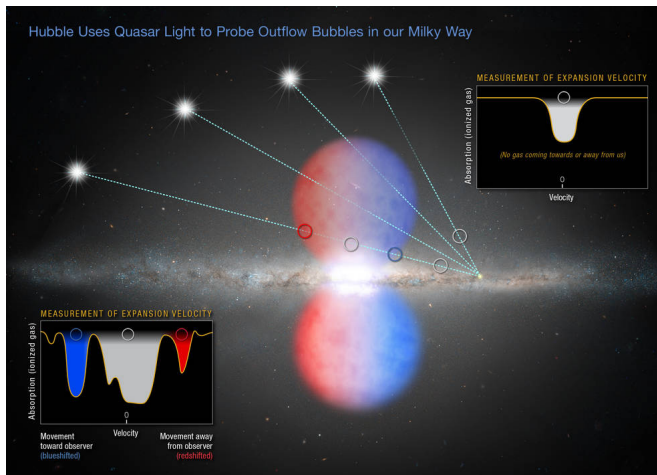 Hubble Uses Quasar Light to Probe Outflow Bubbles in our Milky Way
MEASUREMENT OF EXPANSION VELOCITY
Absorption (ionized gas)
(No gas coming towards or away from us)
0
Velocity
MEASUREMENT OF EXPANSION VELOCITY
Absorption (ionized gas)
0
Velocity
Movement
toward observer
(blueshifted)
Movement away
from observer
(redshifted)